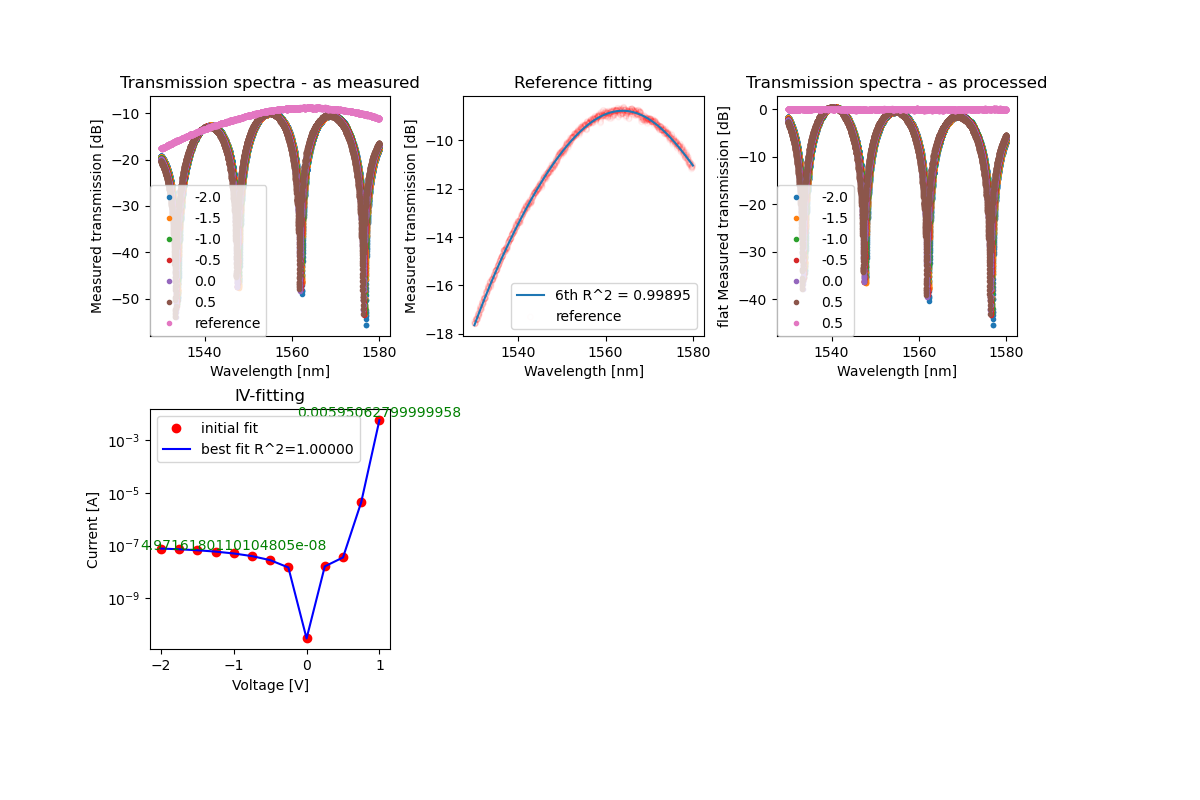 Transmission spectra - as measured
Measured transmission [dB]
−10
−20
−30
−40
−50
-2.0
-1.5
-1.0
-0.5
0.0
0.5
reference
1540
1560
1580
Wavelength [nm]
Reference fitting
Measured transmission [dB]
−10
−12
−14
−16
−18
6th R^2 = 0.99895
reference
1540
1560
1580
Wavelength [nm]
Transmission spectra - as processed
flat Measured transmission [dB]
0
−10
−20
−30
−40
-2.0
-1.5
-1.0
-0.5
0.0
0.5
0.5
1540
1560
1580
Wavelength [nm]
IV-fitting
0.00595062799999958
initial fit
best fit R^2=1.00000
Current [A]
10−3
10−5
10−7
10−9
4.9716180110104805e-08
−2
−1
0
1
Voltage [V]